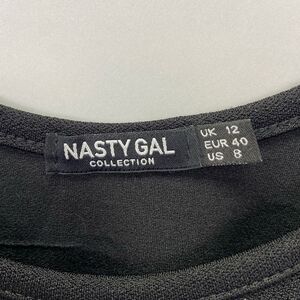 NASTY GAL
COLLECTION
UK 12
EUR 40
US 8